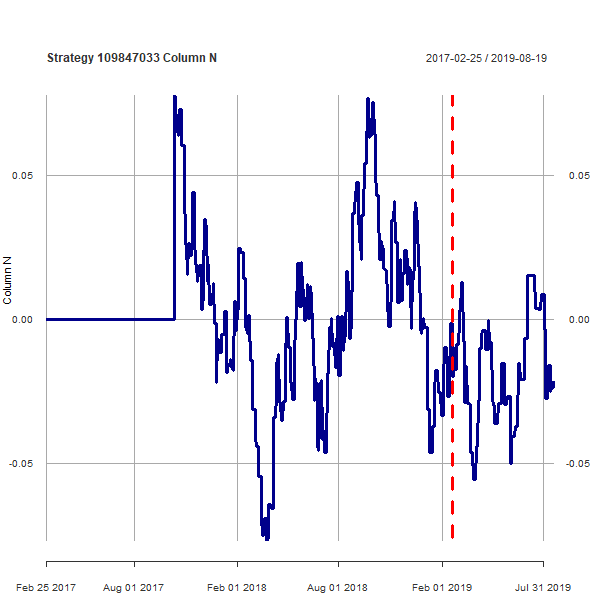 Strategy 109847033 Column N
2017-02-25 / 2019-08-19
0.05
0.05
0.00
0.00
-0.05
-0.05
Column N
Feb 25 2017
Aug 01 2017
Feb 01 2018
Aug 01 2018
Feb 01 2019
Jul 31 2019